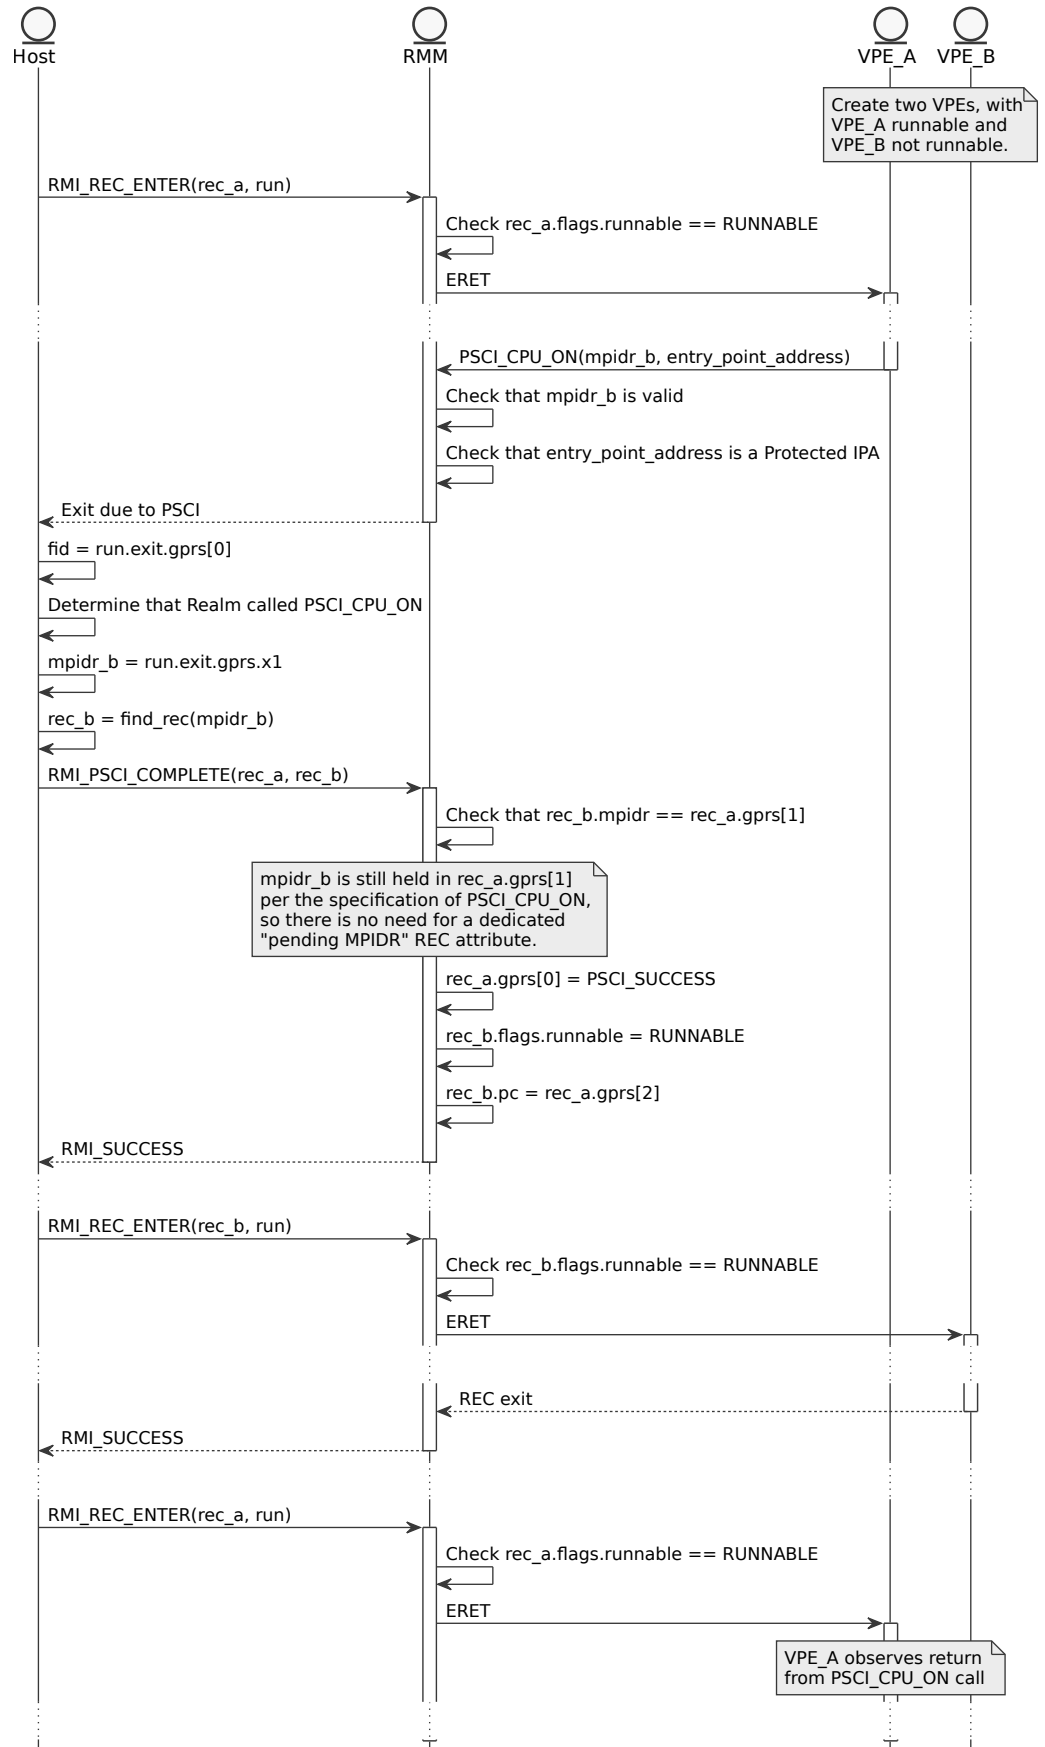 Host
RMM
VPE_A
VPE_B
Create two VPEs, with
VPE_A runnable and
VPE_B not runnable.
RMI_REC_ENTER(rec_a, run)
Check rec_a.flags.runnable == RUNNABLE
ERET
PSCI_CPU_ON(mpidr_b, entry_point_address)
Check that mpidr_b is valid
Check that entry_point_address is a Protected IPA
Exit due to PSCI
fid = run.exit.gprs[0]
Determine that Realm called PSCI_CPU_ON
mpidr_b = run.exit.gprs.x1
rec_b = find_rec(mpidr_b)
RMI_PSCI_COMPLETE(rec_a, rec_b)
Check that rec_b.mpidr == rec_a.gprs[1]
mpidr_b is still held in rec_a.gprs[1]
per the specification of PSCI_CPU_ON,
so there is no need for a dedicated
"pending MPIDR" REC attribute.
rec_a.gprs[0] = PSCI_SUCCESS
rec_b.flags.runnable = RUNNABLE
rec_b.pc = rec_a.gprs[2]
RMI_SUCCESS
RMI_REC_ENTER(rec_b, run)
Check rec_b.flags.runnable == RUNNABLE
ERET
REC exit
RMI_SUCCESS
RMI_REC_ENTER(rec_a, run)
Check rec_a.flags.runnable == RUNNABLE
ERET
VPE_A observes return
from PSCI_CPU_ON call